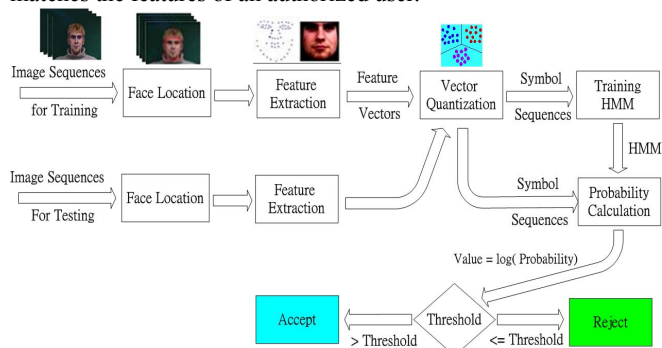 matches the features of an authorized user.
Image Sequences
for Training
Face Location
Feature
Extraction
Feature
Vectors
Vector
Quantization
Symbol
Sequences
Training
HMM
HMM
Image Sequences
For Testing
Face Location
Feature
Extraction
Symbol
Sequences
Probability
Calculation
Value = log( Probability)
Accept
> Threshold
Threshold
<= Threshold
Reject